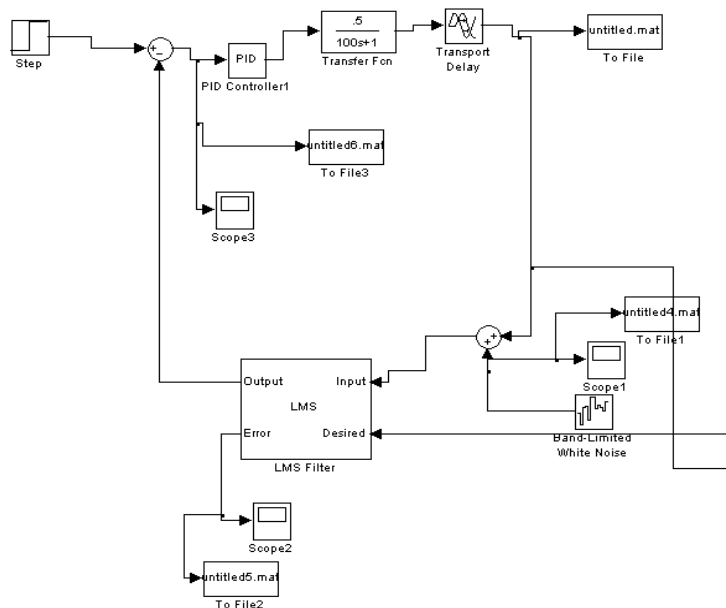 Step
+
−
PID
PID Controller1
.5
100s+1
Transfer Fcn
Transport
Delay
untitled.mat
To File
untitled6.mat
To File3
Scope3
untitled4.mat
To File1
+
+
Scope1
Output
Input
LMS
Error
Desired
LMS Filter
Band-Limited
White Noise
Scope2
untitled5.mat
To File2